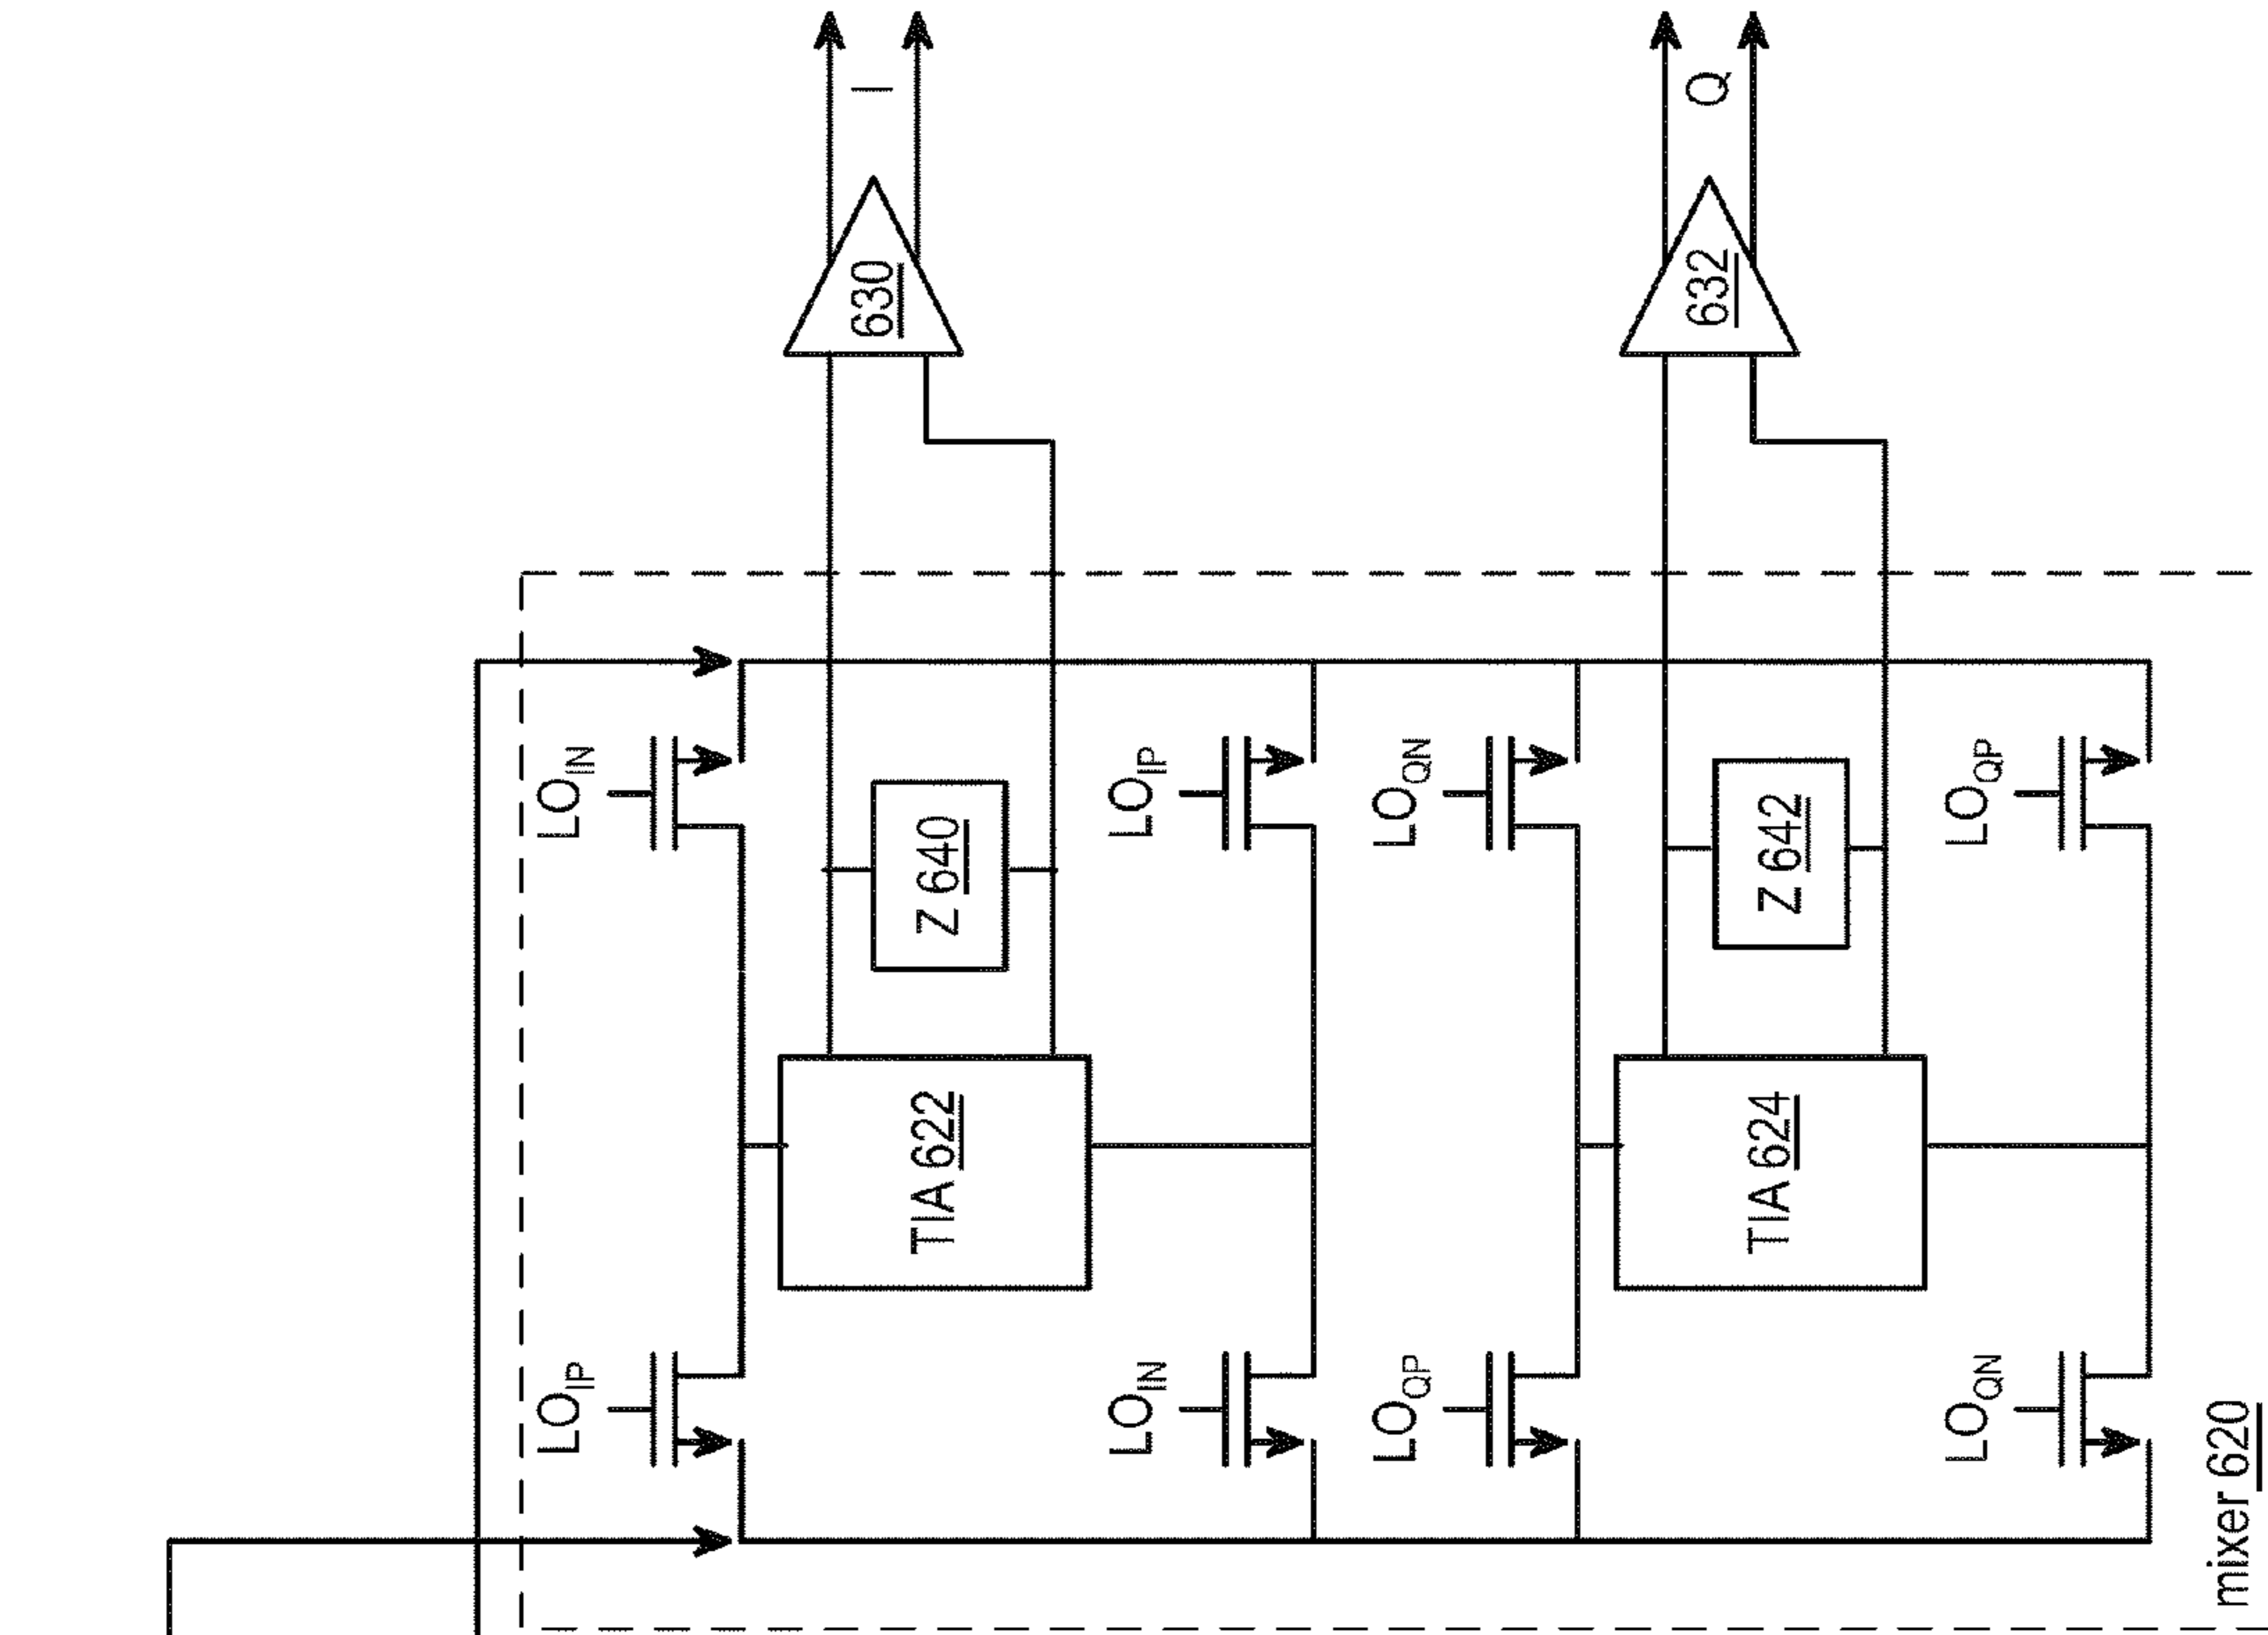 I
Q
630
632
LO_IN
Z 640
LO_IP
LO_QN
Z 642
LO_QP
TIA 622
TIA 624
LO_IP
LO_IN
LO_QP
LO_QN
mixer 620